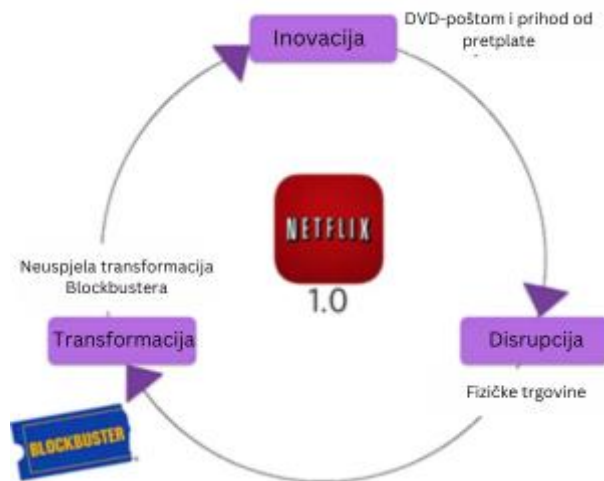 Inovacija
DVD-poštom i prihod od
pretplate
NETFLIX
1.0
Neuspjela transformacija
Blockbustera
Transformacija
Disrupcija
Fizičke trgovine
BLOCKBUSTER